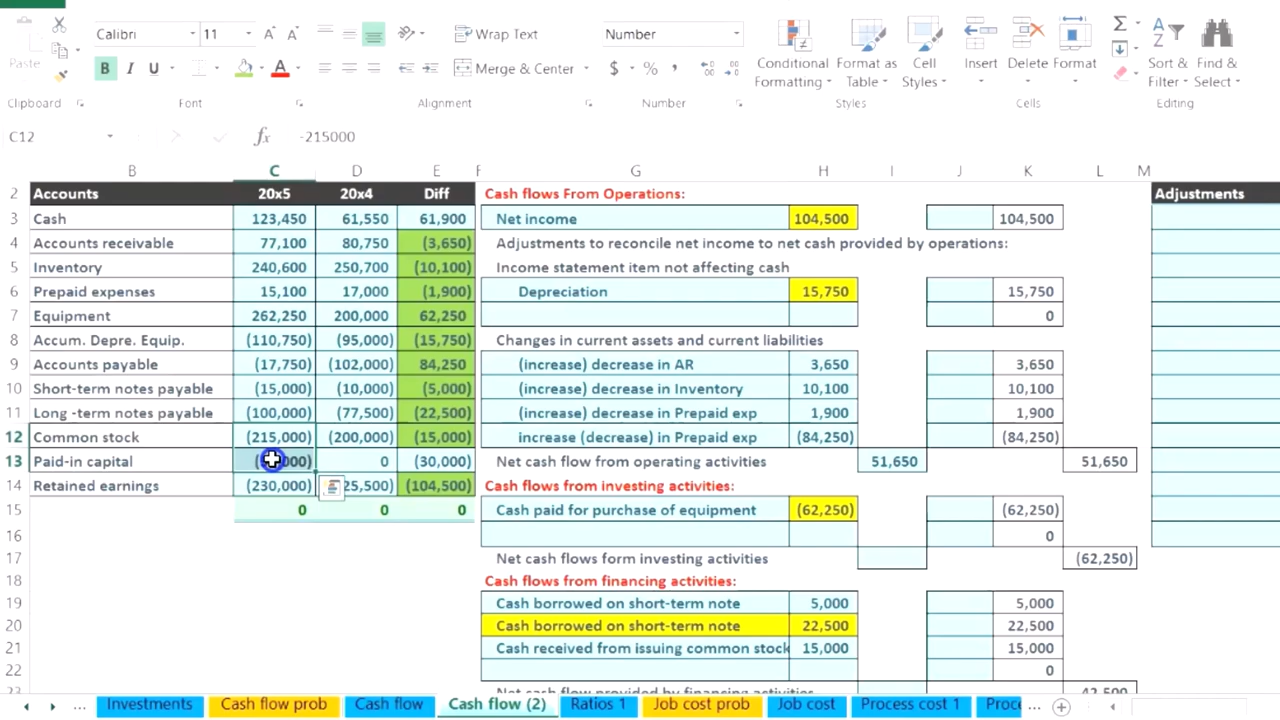 Calibri 11 Wrap Text Number
Paste B I U Merge & Center $ % , Conditional Formatting Format as Table Cell Styles Insert Delete Format Σ Sort & Filter Find & Select
Clipboard Font Alignment Number Styles Cells Editing
C12 fx -215000
B C D E F G H I J K L M
2 Accounts 20x5 20x4 Diff Cash flows From Operations: Adjustments
3 Cash 123,450 61,550 61,900 Net income 104,500 104,500
4 Accounts receivable 77,100 80,750 (3,650) Adjustments to reconcile net income to net cash provided by operations:
5 Inventory 240,600 250,700 (10,100) Income statement item not affecting cash
6 Prepaid expenses 15,100 17,000 (1,900) Depreciation 15,750 15,750
7 Equipment 262,250 200,000 62,250 0
8 Accum. Depre. Equip. (110,750) (95,000) (15,750) Changes in current assets and current liabilities
9 Accounts payable (17,750) (102,000) 84,250 (increase) decrease in AR 3,650 3,650
10 Short-term notes payable (15,000) (10,000) (5,000) (increase) decrease in Inventory 10,100 10,100
11 Long -term notes payable (100,000) (77,500) (22,500) (increase) decrease in Prepaid exp 1,900 1,900
12 Common stock (215,000) (200,000) (15,000) increase (decrease) in Prepaid exp (84,250) (84,250)
13 Paid-in capital 0 (30,000) Net cash flow from operating activities 51,650 51,650
14 Retained earnings (230,000) 25,500) (104,500) Cash flows from investing activities:
15 0 0 0 Cash paid for purchase of equipment (62,250) (62,250)
16 0
17 Net cash flows form investing activities (62,250)
18 Cash flows from financing activities:
19 Cash borrowed on short-term note 5,000 5,000
20 Cash borrowed on short-term note 22,500 22,500
21 Cash received from issuing common stock 15,000 15,000
22 0
23 Net cash flow provided by financing activities 42,500
... Investments Cash flow prob Cash flow Cash flow (2) Ratios 1 Job cost prob Job cost Process cost 1 Proce ...